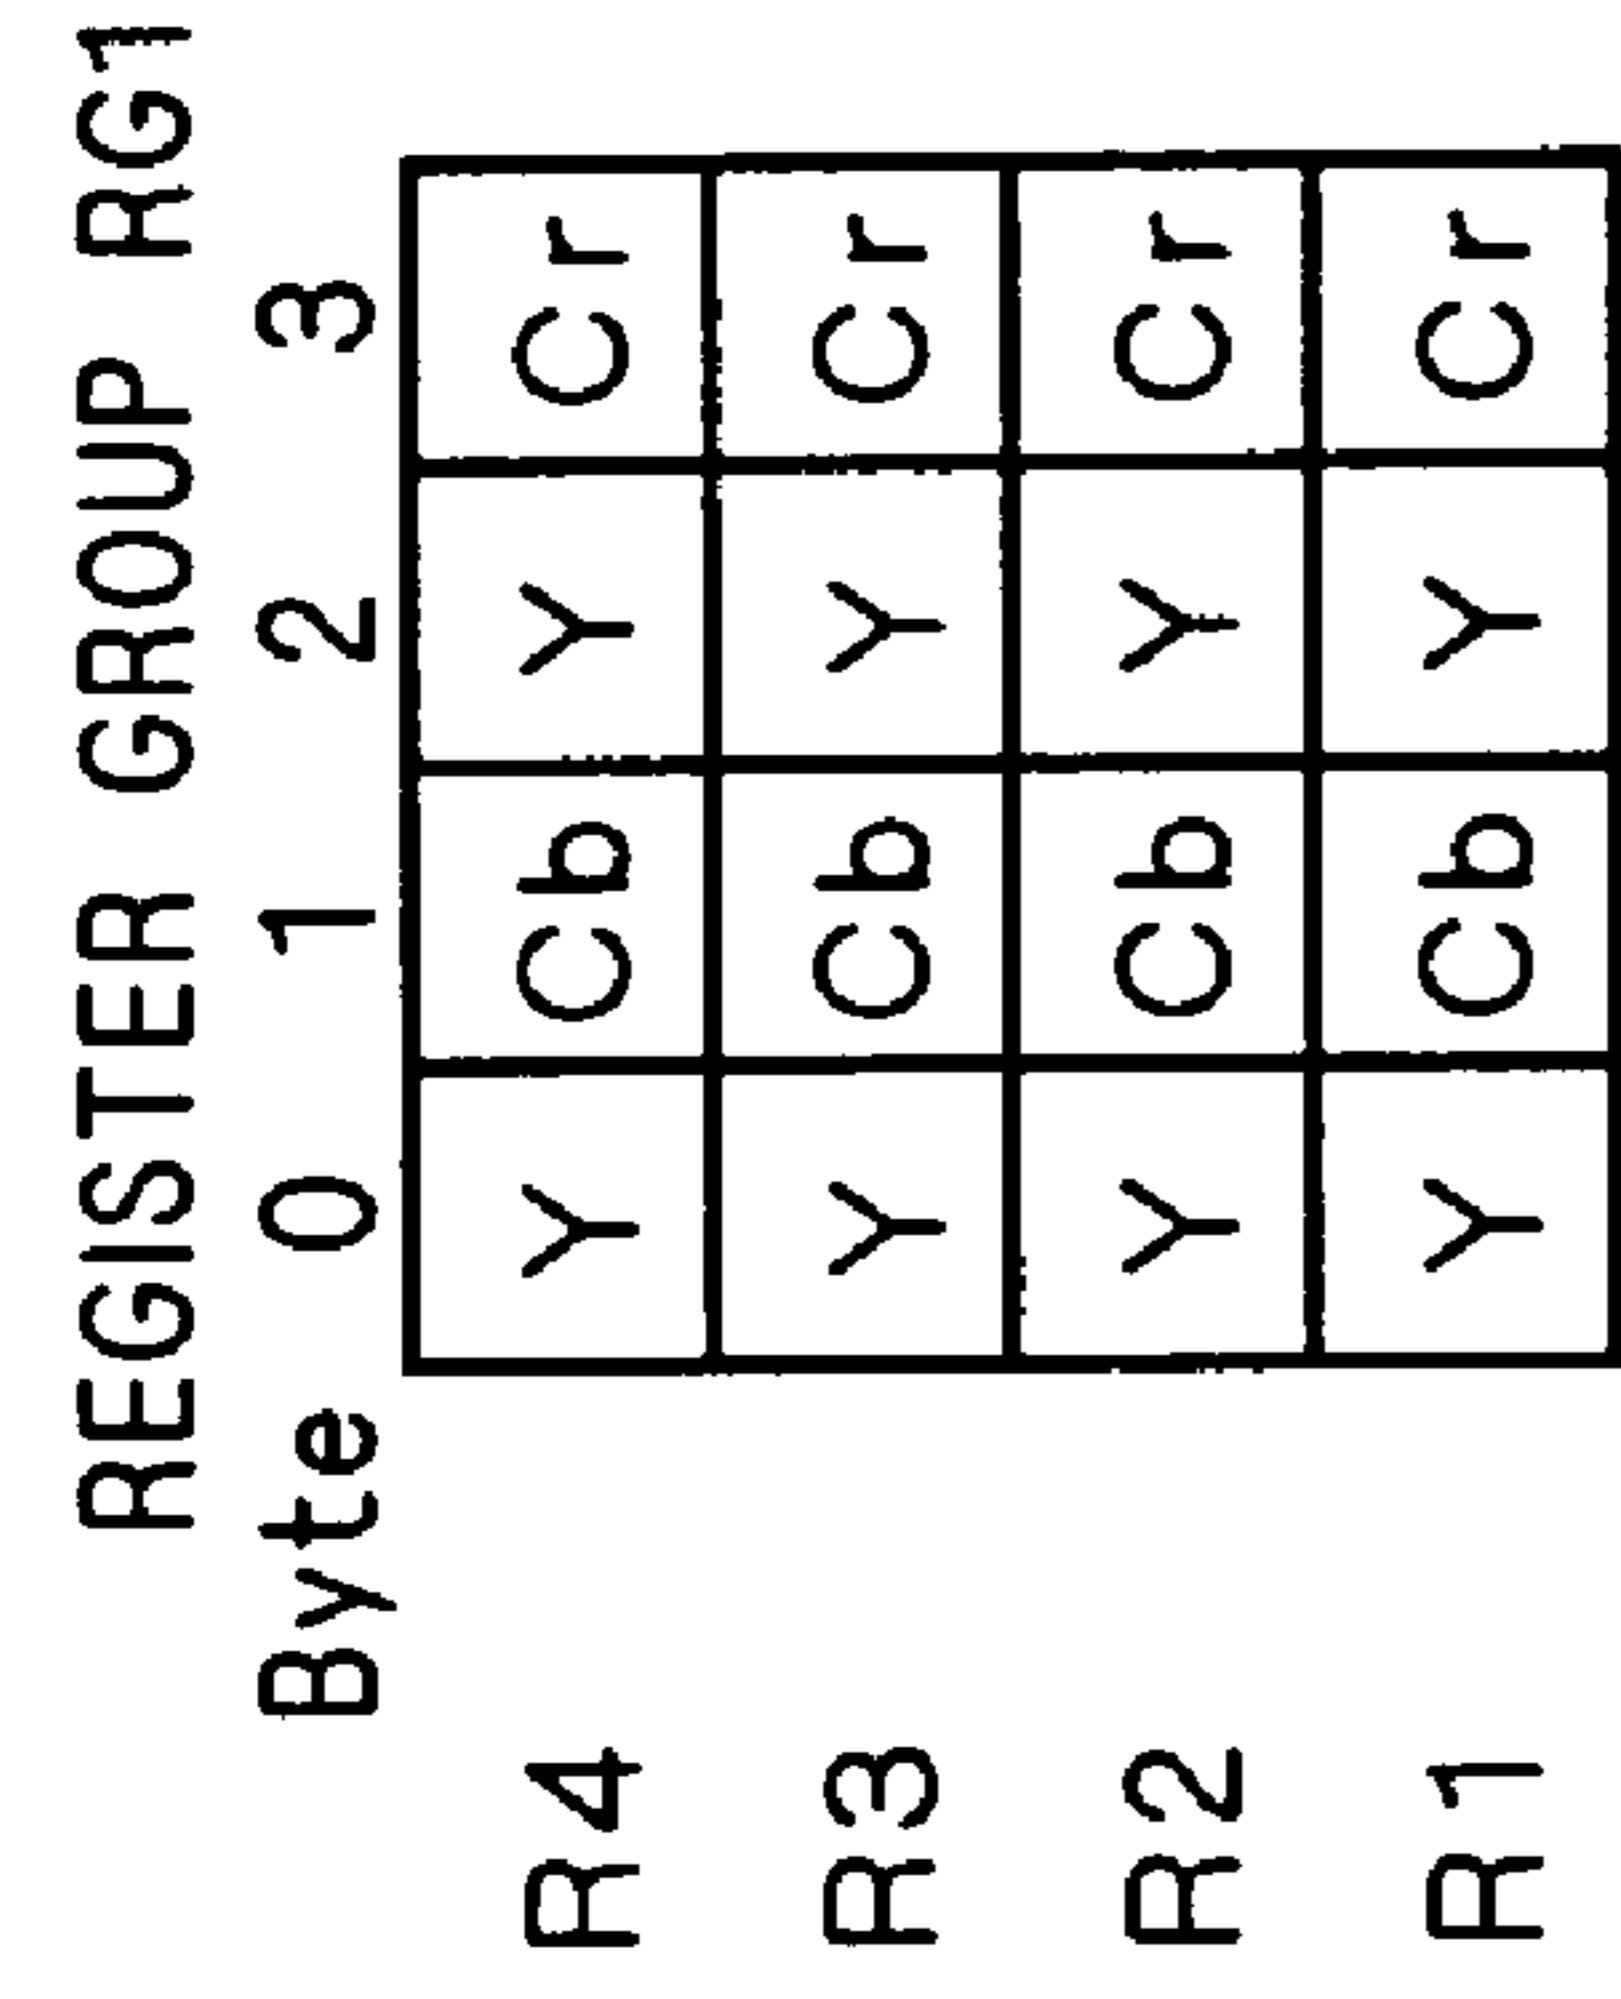 REGISTER GROUP RG1
Byte 0 1 2 3
R4 Y Cb Y Cr
R3 Y Cb Y Cr
R2 Y Cb Y Cr
R1 Y Cb Y Cr